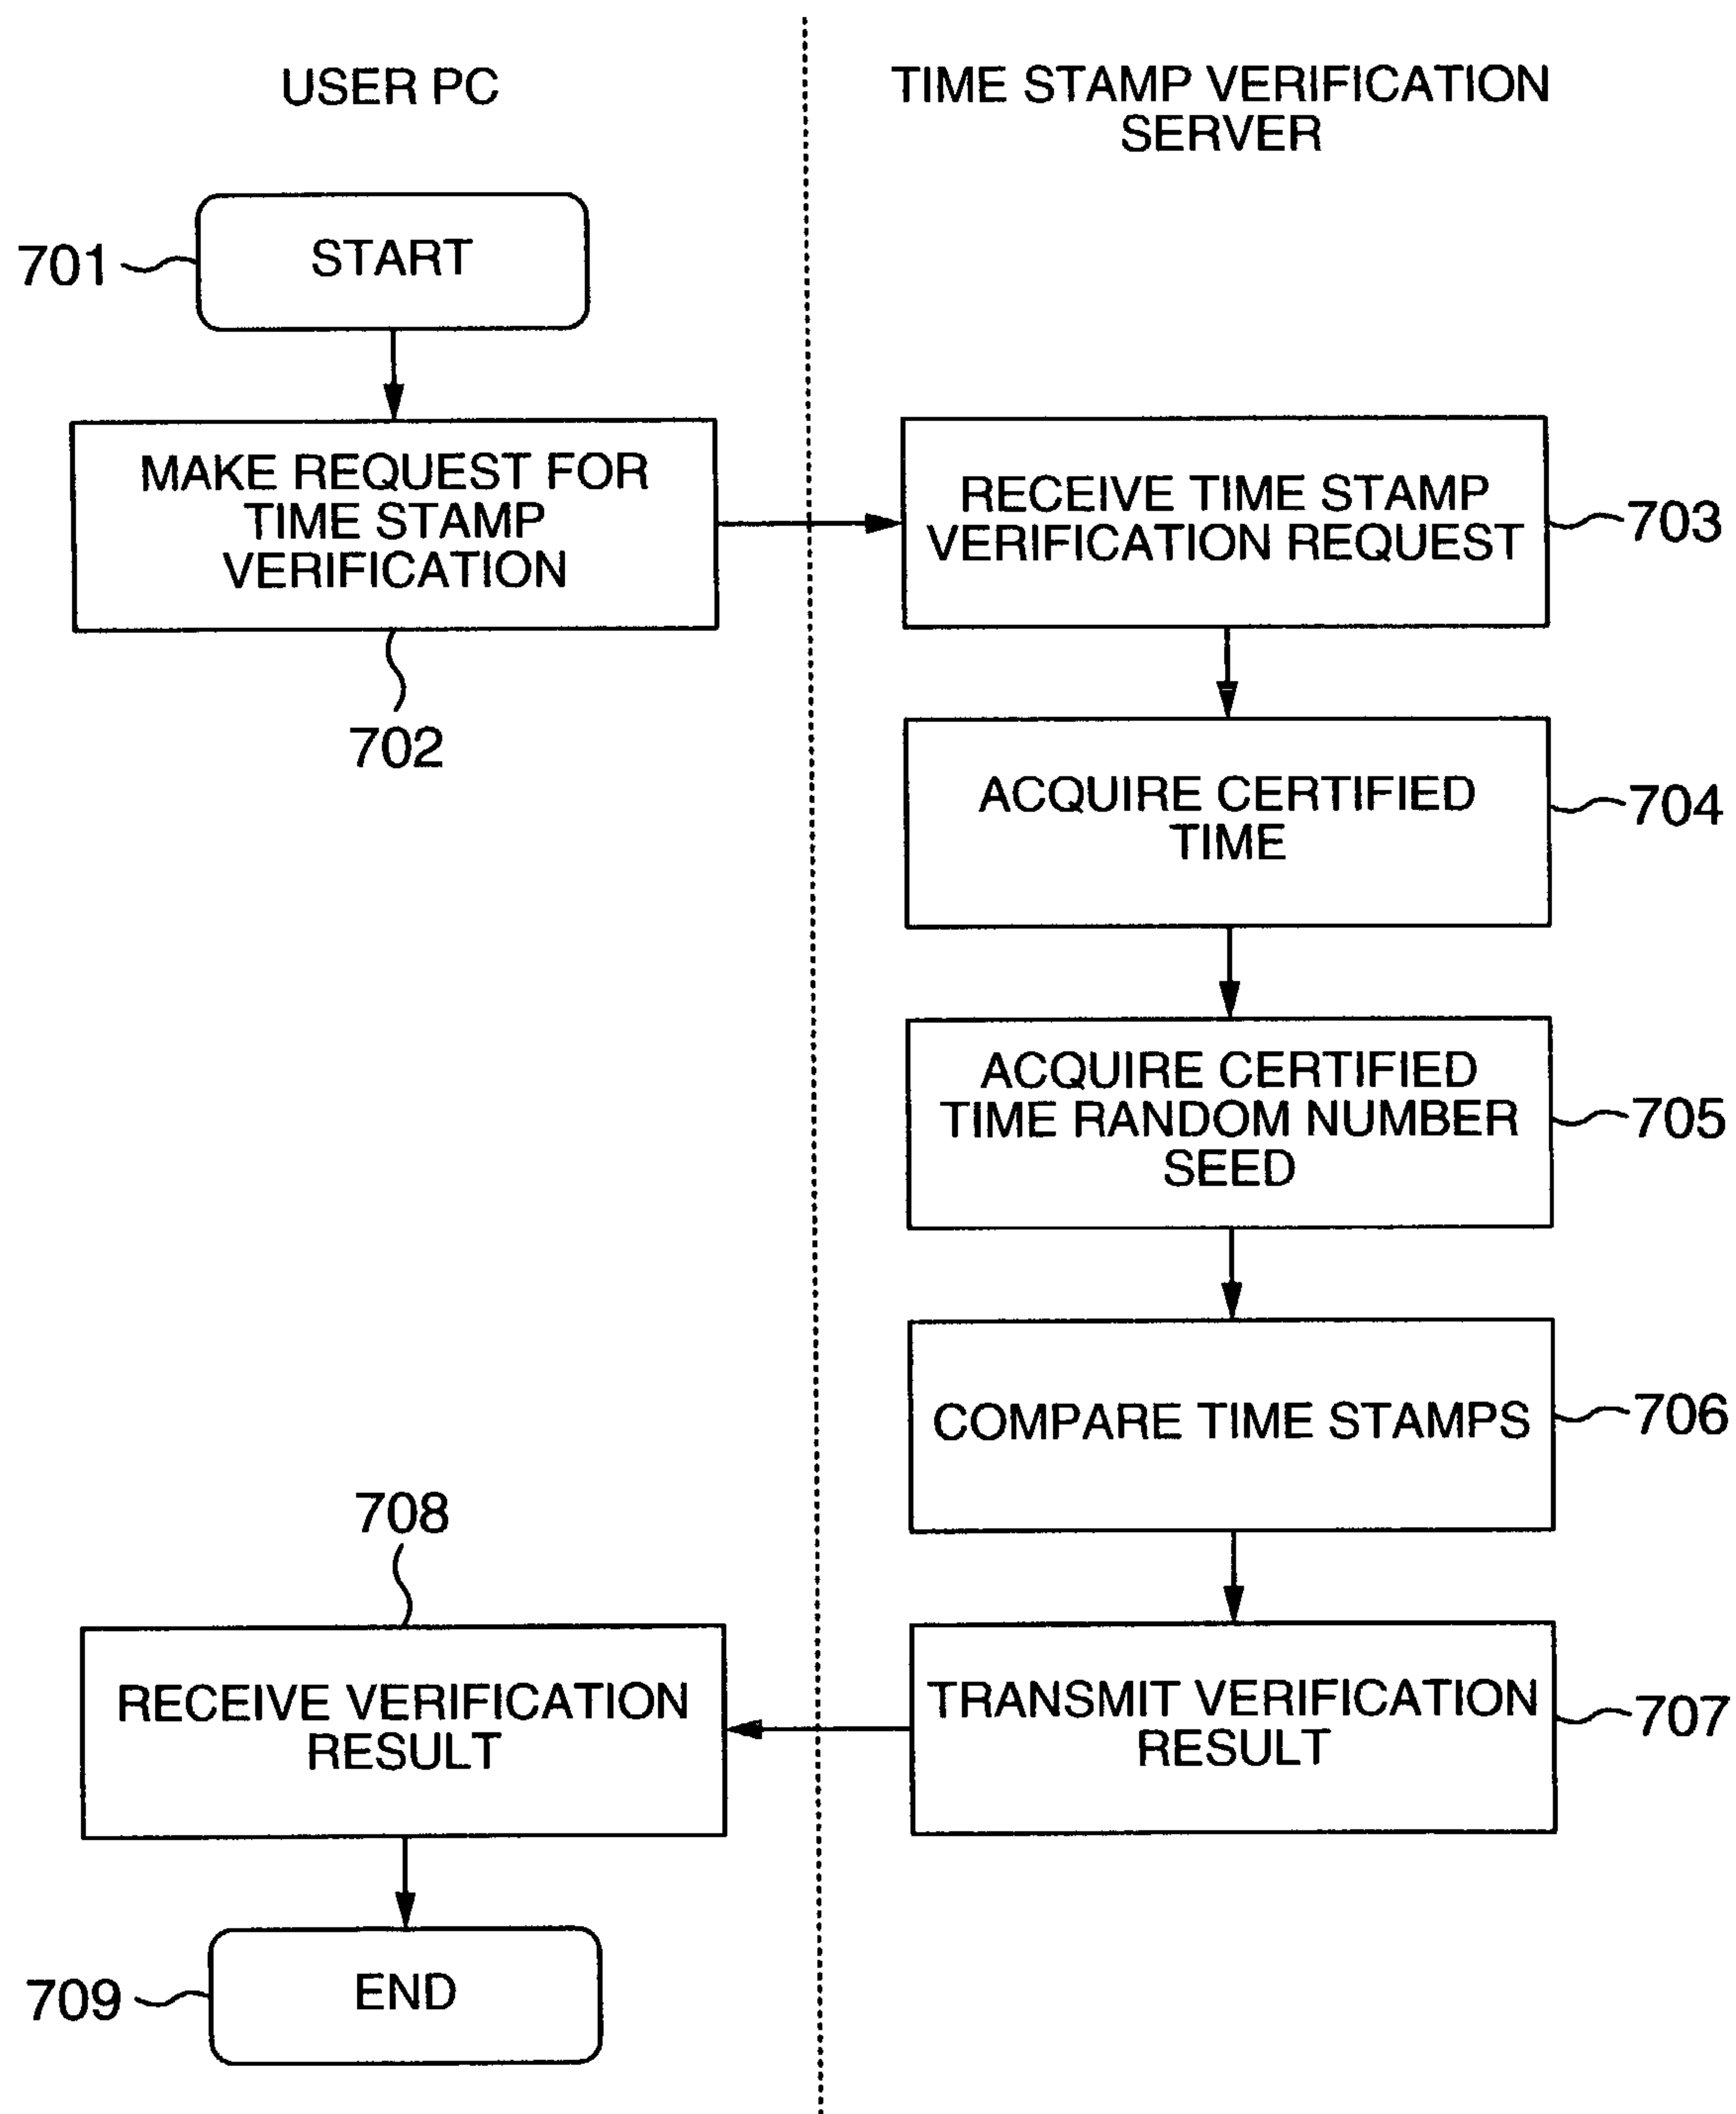 USER PC
TIME STAMP VERIFICATION
SERVER
701
START
MAKE REQUEST FOR
TIME STAMP
VERIFICATION
702
RECEIVE TIME STAMP
VERIFICATION REQUEST
703
ACQUIRE CERTIFIED
TIME
704
ACQUIRE CERTIFIED
TIME RANDOM NUMBER
SEED
705
COMPARE TIME STAMPS
706
TRANSMIT VERIFICATION
RESULT
707
708
RECEIVE VERIFICATION
RESULT
709
END